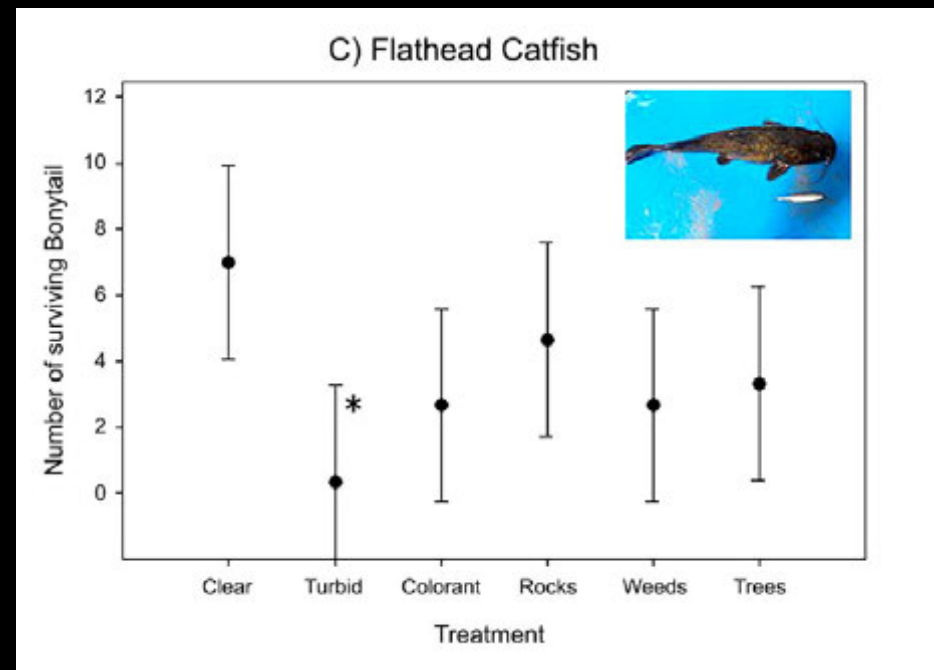 C) Flathead Catfish
12
10
8
6
4
2
0
Number of surviving Bonytail
*
Clear Turbid Colorant Rocks Weeds Trees
Treatment